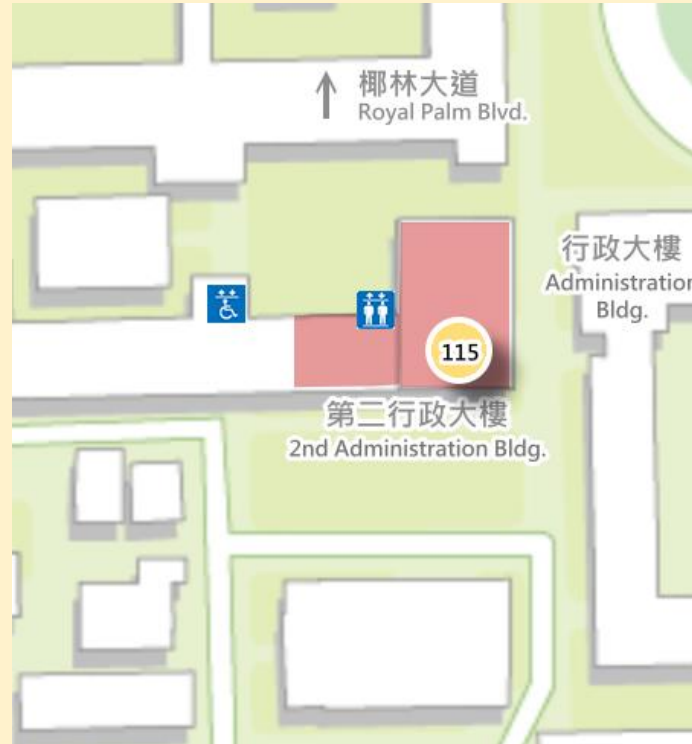 椰林大道
Royal Palm Blvd.
行政大樓
Administration
Bldg.
115
第二行政大樓
2nd Administration Bldg.